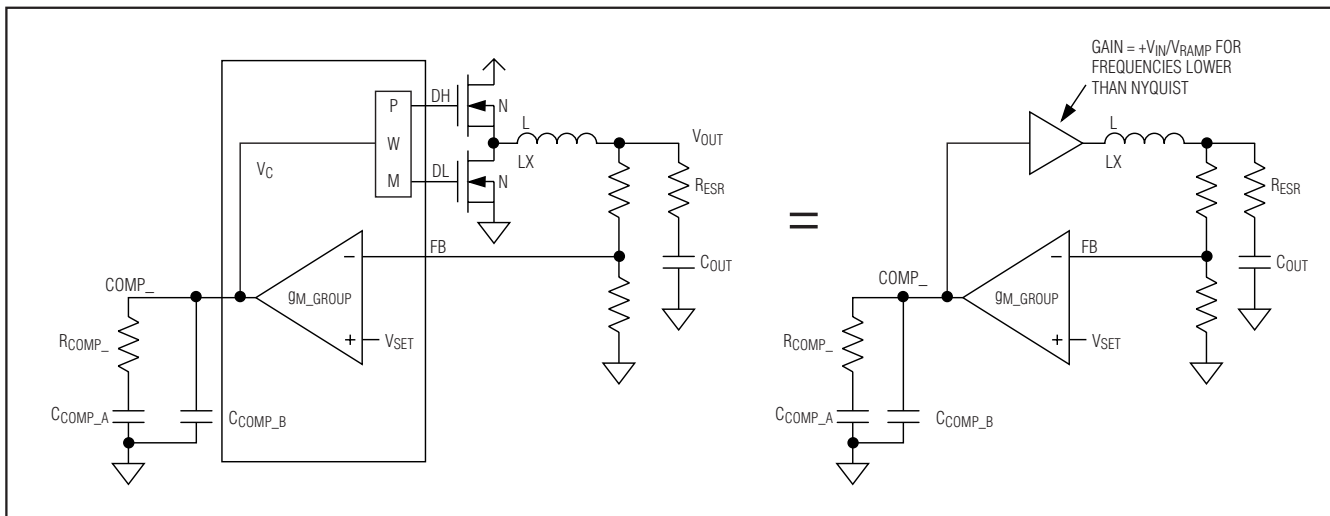 P
W
M
DH
DL
N
N
L
LX
VOUT
RESR
COUT
VC
FB
COMP_
gM_GROUP
−
+
VSET
RCOMP_
CCOMP_A
CCOMP_B
=
GAIN = +VIN/VRAMP FOR
FREQUENCIES LOWER
THAN NYQUIST
L
LX
RESR
COUT
FB
COMP_
gM_GROUP
−
+
VSET
RCOMP_
CCOMP_A
CCOMP_B